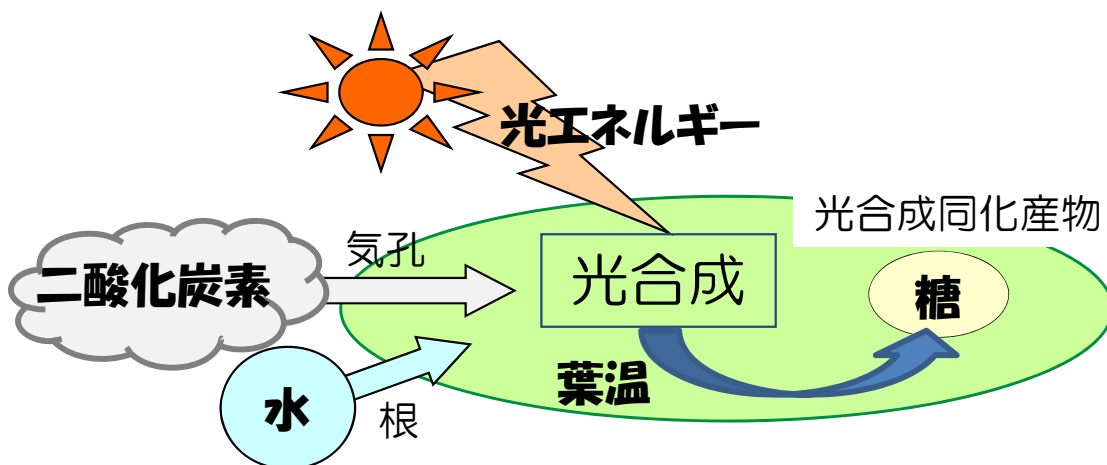 光エネルギー
光合成同化産物
気孔
二酸化炭素
光合成
糖
葉温
水
根